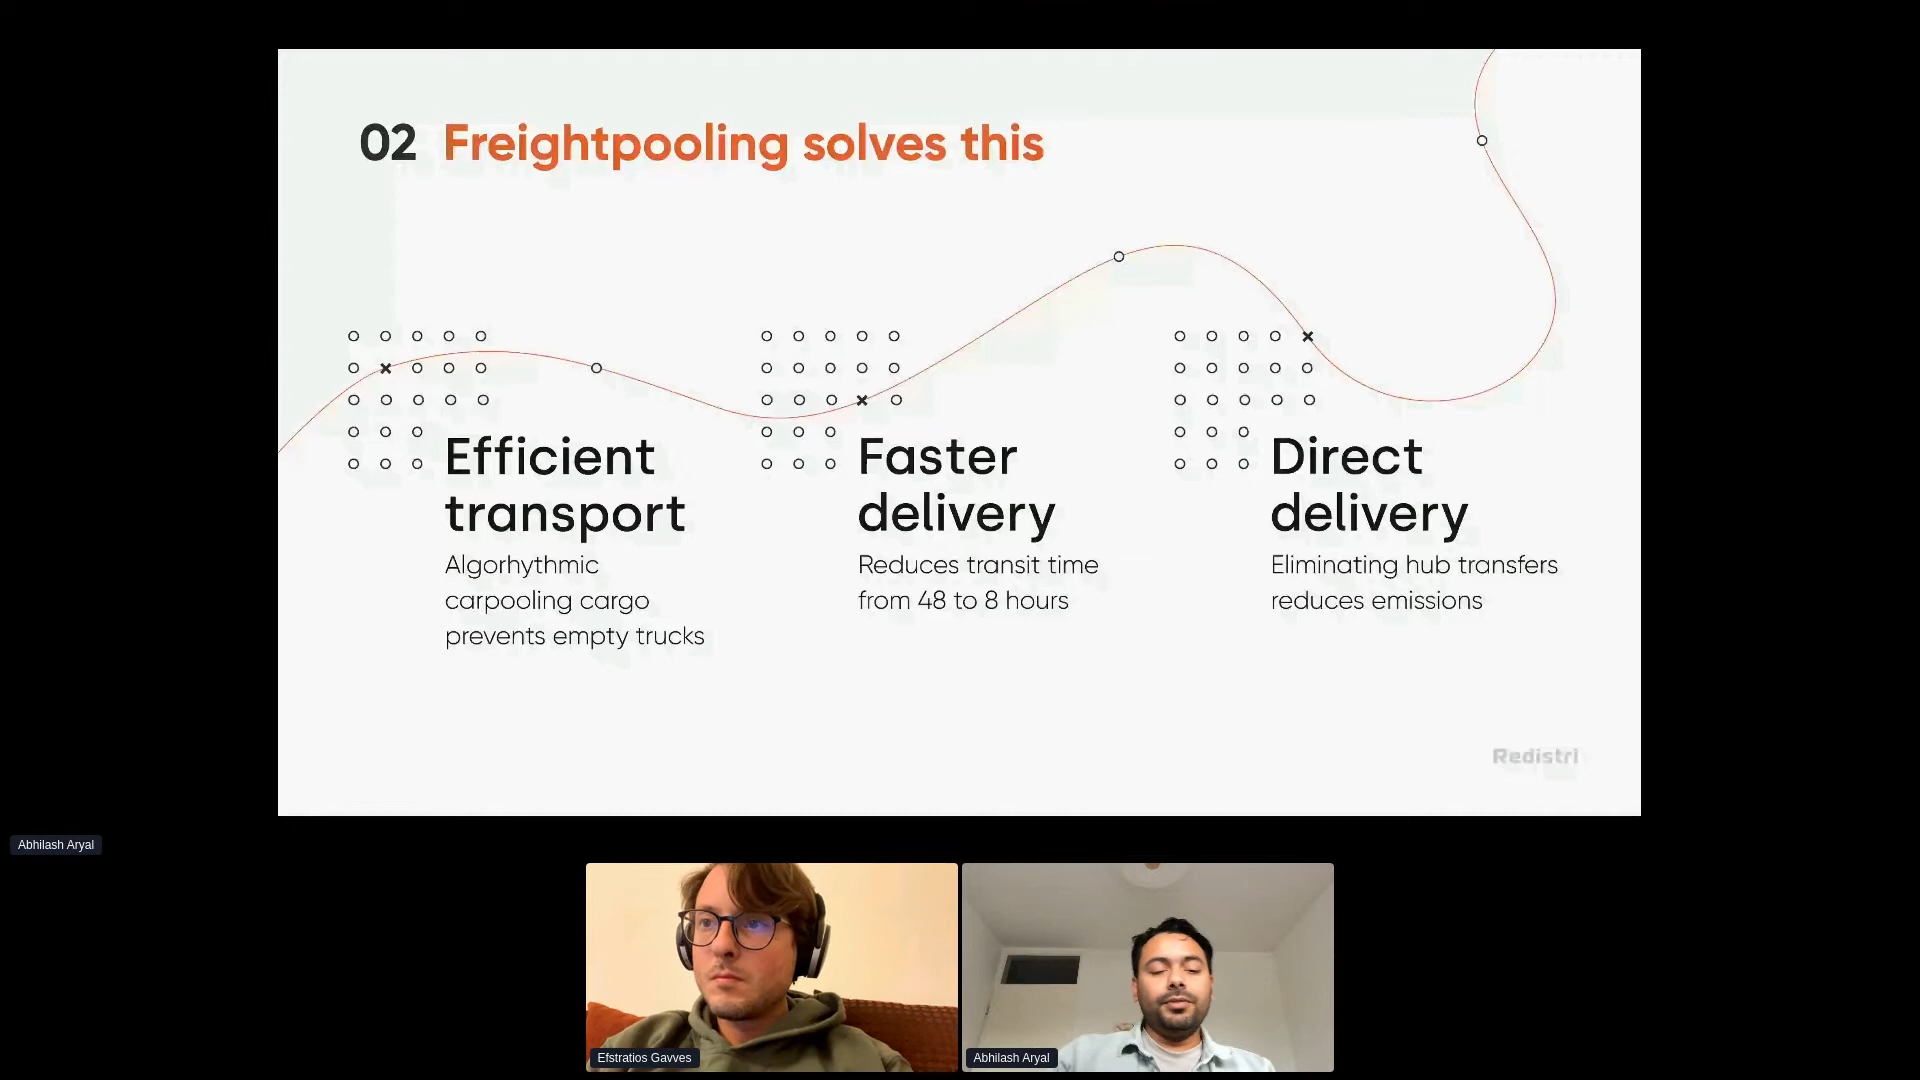 02 Freightpooling solves this
Efficient
transport
Algorhythmic
carpooling cargo
prevents empty trucks
Faster
delivery
Reduces transit time
from 48 to 8 hours
Direct
delivery
Eliminating hub transfers
reduces emissions
Redistri
Abhilash Aryal
Efstratios Gavves
Abhilash Aryal